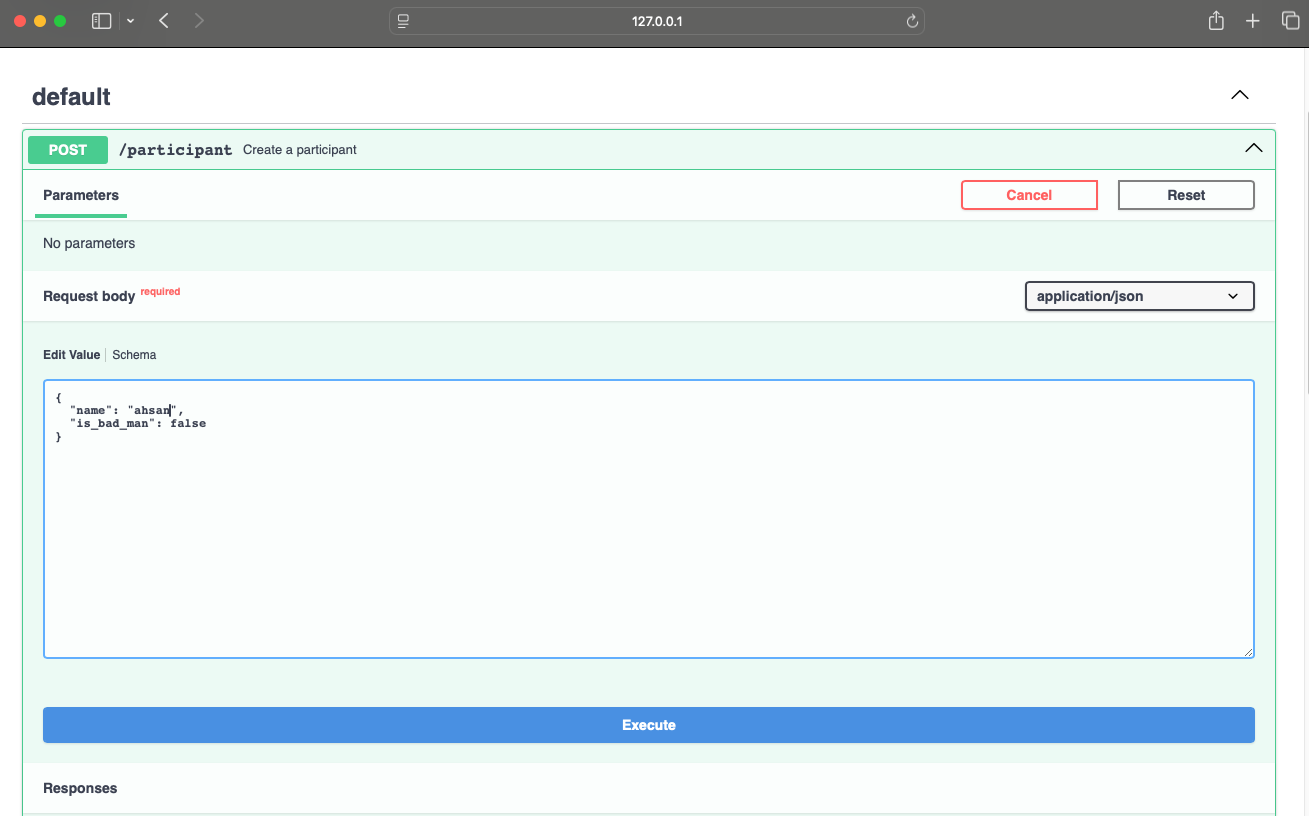 127.0.0.1
default
POST /participant Create a participant
Parameters Cancel Reset
No parameters
Request body required application/json
Edit Value Schema
{
"name": "ahsan",
"is_bad_man": false
}
Execute
Responses